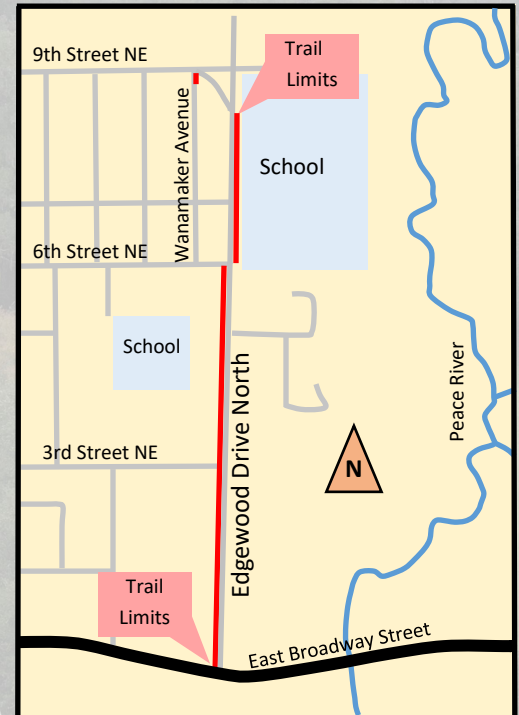 9th Street NE
Trail
Limits
Wanamaker Avenue
School
6th Street NE
School
Peace River
Edgewood Drive North
3rd Street NE
N
Trail
Limits
East Broadway Street